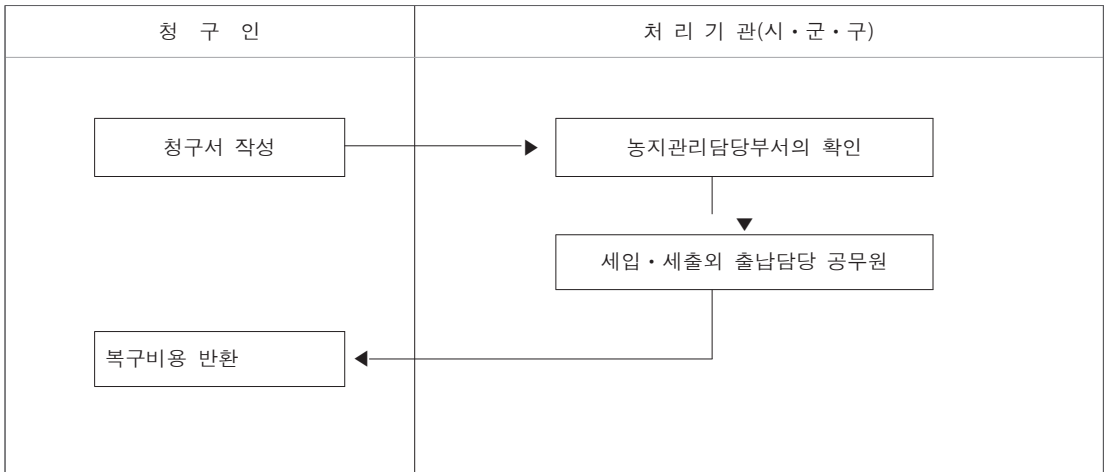 청 구 인
처 리 기 관(시·군·구)
청구서 작성
농지관리담당부서의 확인
세입·세출외 출납담당 공무원
복구비용 반환